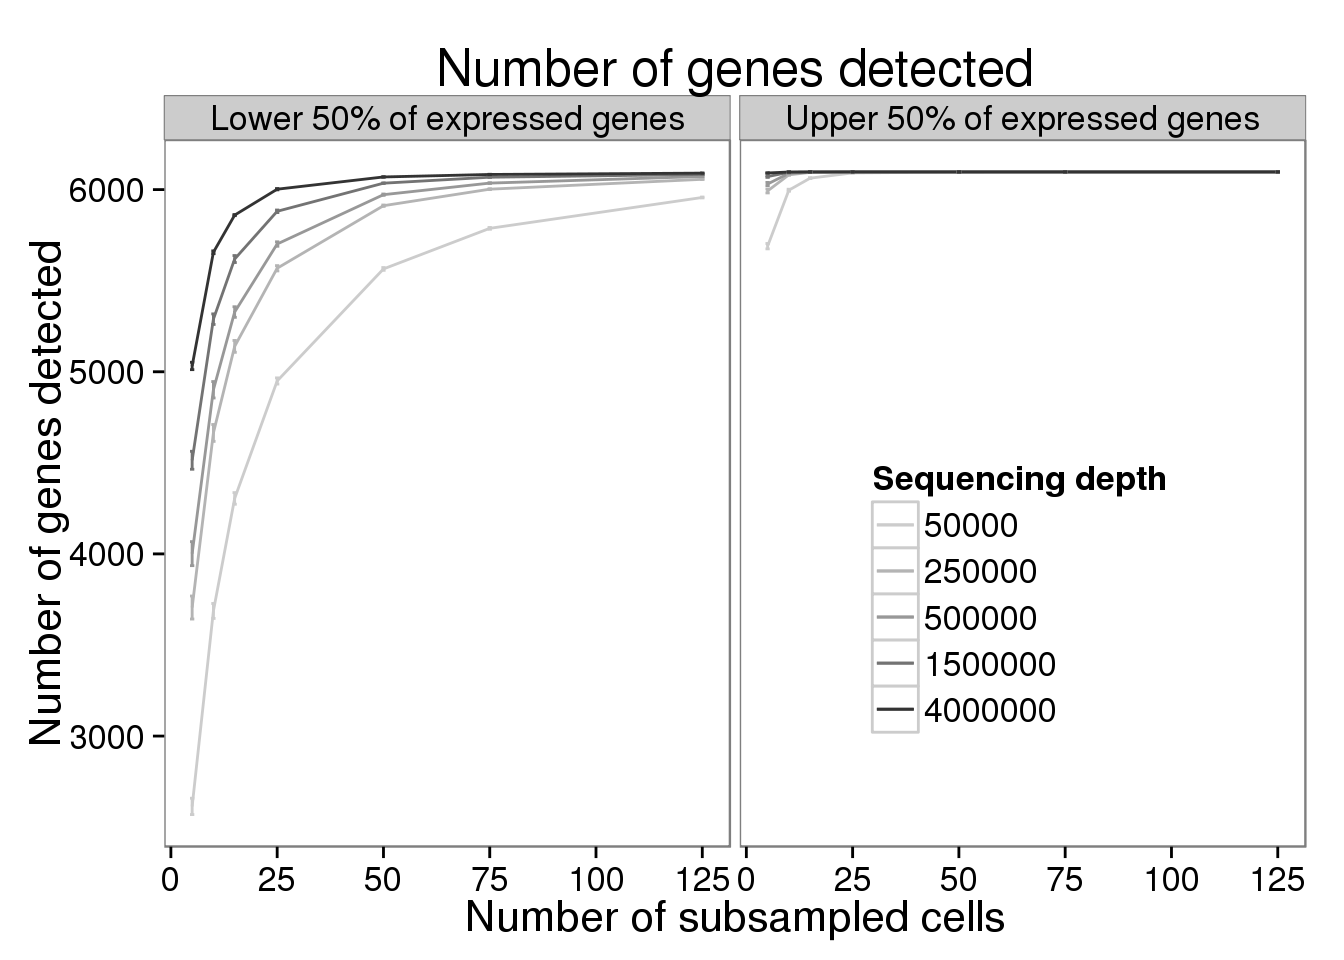 Number of genes detected
Lower 50% of expressed genes
Upper 50% of expressed genes
Number of genes detected
6000
5000
4000
3000
Sequencing depth
50000
250000
500000
1500000
4000000
0 25 50 75 100 125
0 25 50 75 100 125
Number of subsampled cells